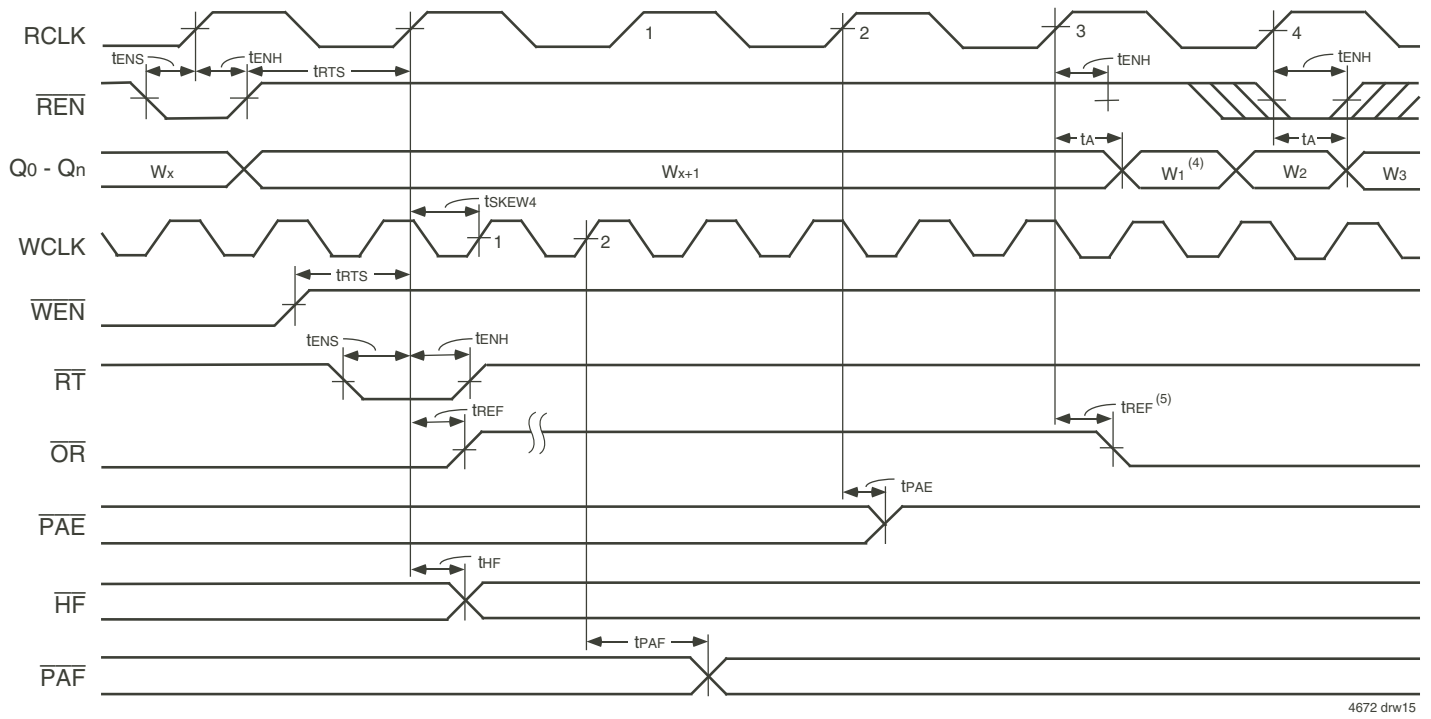 RCLK 1 2 3 4
tENS tENH tRTS tENH tENH
REN
tA tA
Q0 - Qn Wx Wx+1 W1 (4) W2 W3
tSKEW4
WCLK 1 2
tRTS
WEN
tENS tENH
RT
tREF tREF (5)
OR
tPAE
PAE
tHF
HF
tPAF
PAF
4672 drw15